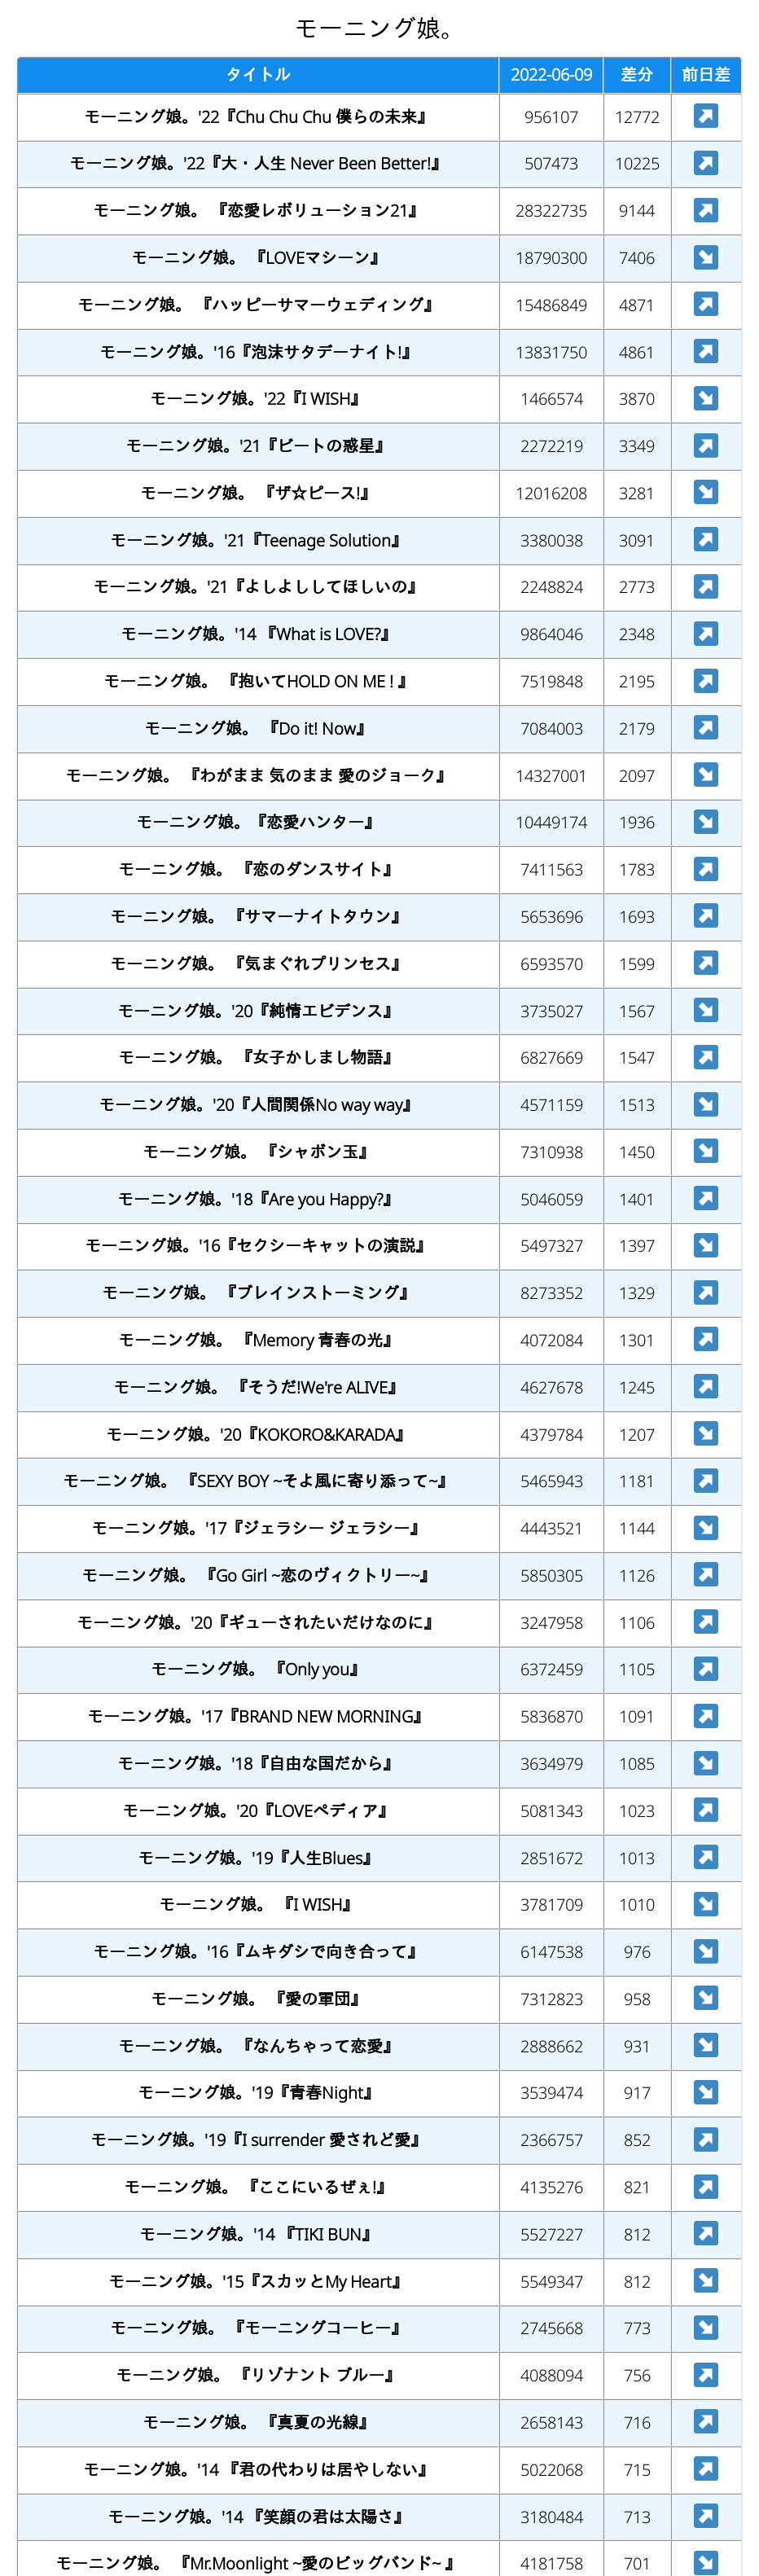 モーニング娘。
タイトル 2022-06-09 差分 前日差
モーニング娘。'22『Chu Chu Chu 僕らの未来』 956107 12772
モーニング娘。'22『大・人生 Never Been Better!』 507473 10225
モーニング娘。 『恋愛レボリューション21』 28322735 9144
モーニング娘。 『LOVEマシーン』 18790300 7406
モーニング娘。 『ハッピーサマーウェディング』 15486849 4871
モーニング娘。'16『泡沫サタデーナイト!』 13831750 4861
モーニング娘。'22『I WISH』 1466574 3870
モーニング娘。'21『ビートの惑星』 2272219 3349
モーニング娘。 『ザ☆ピース!』 12016208 3281
モーニング娘。'21『Teenage Solution』 3380038 3091
モーニング娘。'21『よしよししてほしいの』 2248824 2773
モーニング娘。'14 『What is LOVE?』 9864046 2348
モーニング娘。 『抱いてHOLD ON ME ! 』 7519848 2195
モーニング娘。 『Do it! Now』 7084003 2179
モーニング娘。 『わがまま 気のまま 愛のジョーク』 14327001 2097
モーニング娘。『恋愛ハンター』 10449174 1936
モーニング娘。 『恋のダンスサイト』 7411563 1783
モーニング娘。 『サマーナイトタウン』 5653696 1693
モーニング娘。 『気まぐれプリンセス』 6593570 1599
モーニング娘。'20『純情エビデンス』 3735027 1567
モーニング娘。 『女子かしまし物語』 6827669 1547
モーニング娘。'20『人間関係No way way』 4571159 1513
モーニング娘。 『シャボン玉』 7310938 1450
モーニング娘。'18『Are you Happy?』 5046059 1401
モーニング娘。'16『セクシーキャットの演説』 5497327 1397
モーニング娘。 『ブレインストーミング』 8273352 1329
モーニング娘。 『Memory 青春の光』 4072084 1301
モーニング娘。 『そうだ!We're ALIVE』 4627678 1245
モーニング娘。'20『KOKORO&KARADA』 4379784 1207
モーニング娘。 『SEXY BOY ~そよ風に寄り添って~』 5465943 1181
モーニング娘。'17『ジェラシー ジェラシー』 4443521 1144
モーニング娘。 『Go Girl ~恋のヴィクトリー~』 5850305 1126
モーニング娘。'20『ギューされたいだけなのに』 3247958 1106
モーニング娘。 『Only you』 6372459 1105
モーニング娘。'17『BRAND NEW MORNING』 5836870 1091
モーニング娘。'18『自由な国だから』 3634979 1085
モーニング娘。'20『LOVEペディア』 5081343 1023
モーニング娘。'19『人生Blues』 2851672 1013
モーニング娘。 『I WISH』 3781709 1010
モーニング娘。'16『ムキダシで向き合って』 6147538 976
モーニング娘。 『愛の軍団』 7312823 958
モーニング娘。 『なんちゃって恋愛』 2888662 931
モーニング娘。'19『青春Night』 3539474 917
モーニング娘。'19『I surrender 愛されど愛』 2366757 852
モーニング娘。 『ここにいるぜぇ!』 4135276 821
モーニング娘。'14 『TIKI BUN』 5527227 812
モーニング娘。'15『スカッとMy Heart』 5549347 812
モーニング娘。 『モーニングコーヒー』 2745668 773
モーニング娘。 『リゾナント ブルー』 4088094 756
モーニング娘。 『真夏の光線』 2658143 716
モーニング娘。'14 『君の代わりは居やしない』 5022068 715
モーニング娘。'14 『笑顔の君は太陽さ』 3180484 713
モーニング娘。 『Mr.Moonlight ~愛のビッグバンド~ 』 4181758 701